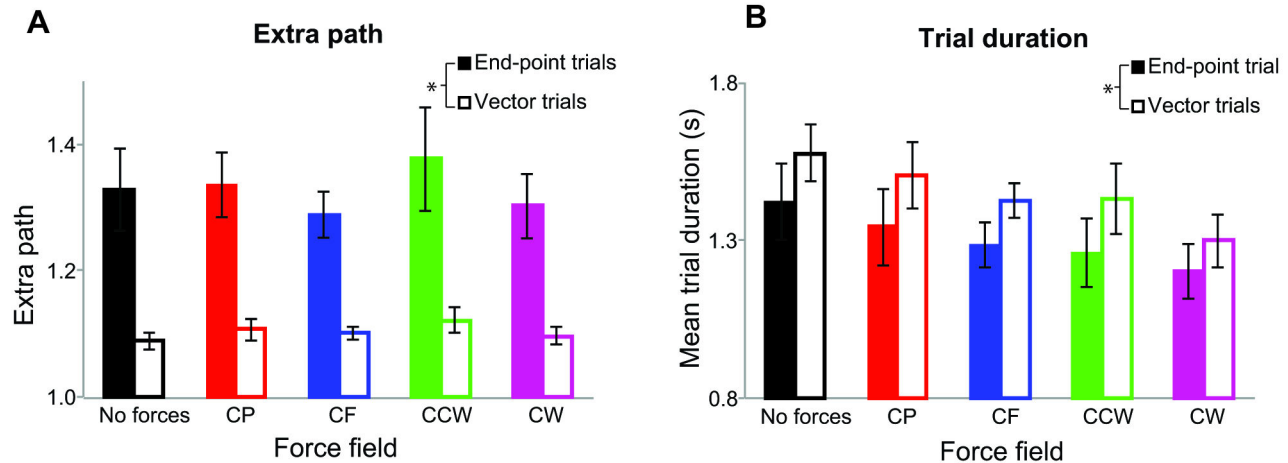 A
Extra path
* End-point trials
Vector trials
Extra path
1.4
1.2
1.0
No forces CP CF CCW CW
Force field
B
Trial duration
* End-point trial
Vector trials
Mean trial duration (s)
1.8
1.3
0.8
No forces CP CF CCW CW
Force field